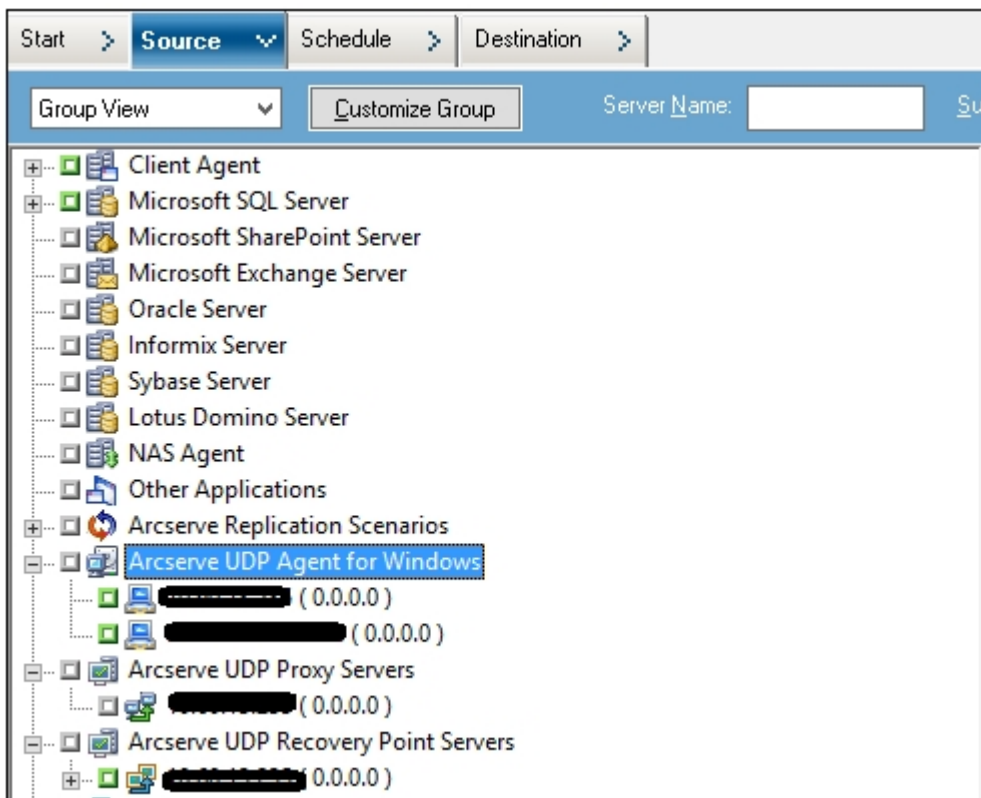 Start Source Schedule Destination
Group View Customize Group Server Name: Su
Client Agent
Microsoft SQL Server
Microsoft SharePoint Server
Microsoft Exchange Server
Oracle Server
Informix Server
Sybase Server
Lotus Domino Server
NAS Agent
Other Applications
Arcserve Replication Scenarios
Arcserve UDP Agent for Windows
( 0.0.0.0 )
( 0.0.0.0 )
Arcserve UDP Proxy Servers
( 0.0.0.0 )
Arcserve UDP Recovery Point Servers
0.0.0.0 )